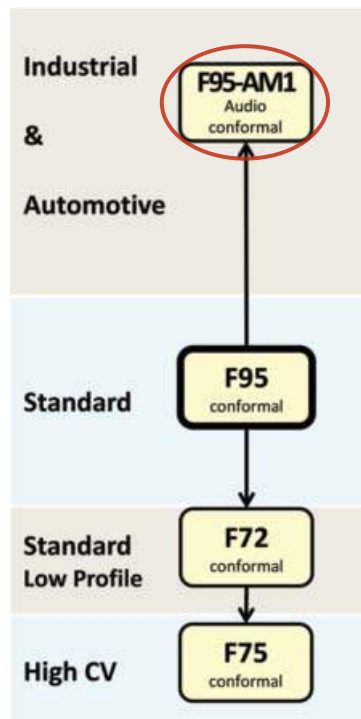 Industrial
&
Automotive
F95-AM1
Audio
conformal
Standard
F95
conformal
Standard
Low Profile
F72
conformal
High CV
F75
conformal